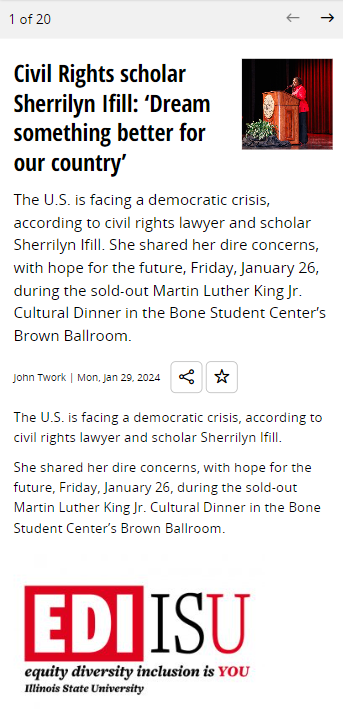 1 of 20
Civil Rights scholar
Sherrilyn Ifill: ‘Dream
something better for
our country’
The U.S. is facing a democratic crisis,
according to civil rights lawyer and scholar
Sherrilyn Ifill. She shared her dire concerns,
with hope for the future, Friday, January 26,
during the sold-out Martin Luther King Jr.
Cultural Dinner in the Bone Student Center’s
Brown Ballroom.
John Twork | Mon, Jan 29, 2024
The U.S. is facing a democratic crisis, according to
civil rights lawyer and scholar Sherrilyn Ifill.
She shared her dire concerns, with hope for the
future, Friday, January 26, during the sold-out
Martin Luther King Jr. Cultural Dinner in the Bone
Student Center’s Brown Ballroom.
EDI ISU
equity diversity inclusion is YOU
Illinois State University